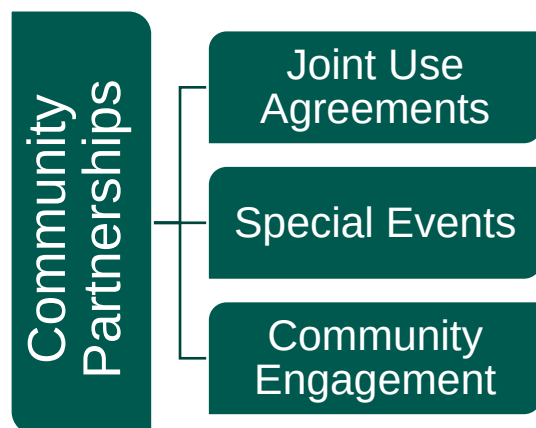 Community
Partnerships
Joint Use
Agreements
Special Events
Community
Engagement